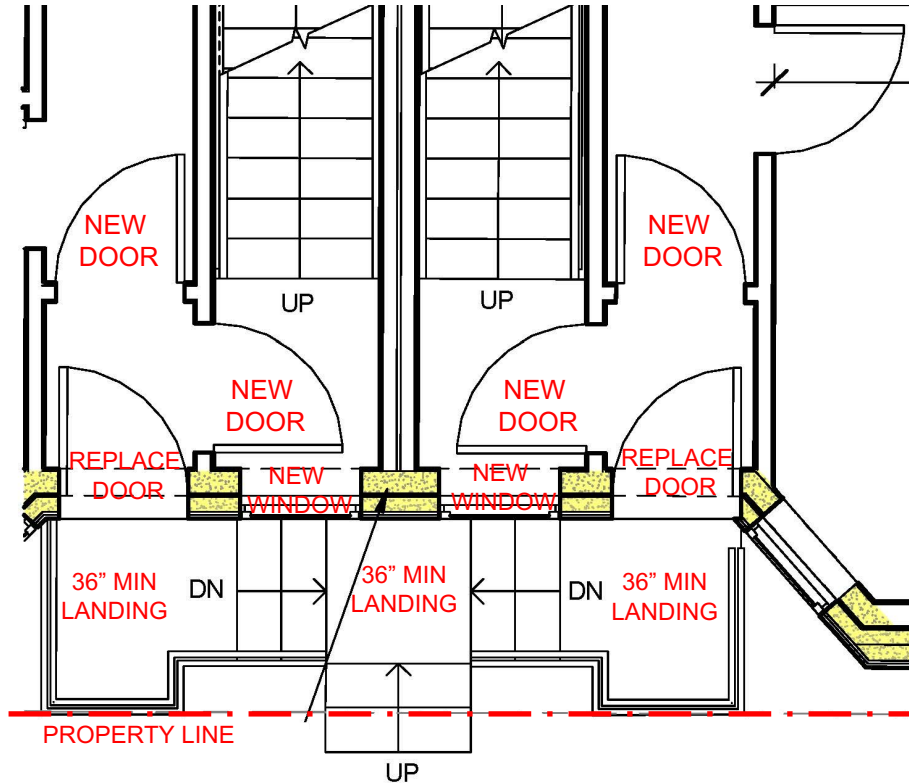 NEW
DOOR
NEW
DOOR
UP
UP
NEW
DOOR
NEW
DOOR
REPLACE
DOOR
NEW
WINDOW
NEW
WINDOW
REPLACE
DOOR
36” MIN
LANDING
DN
36” MIN
LANDING
DN
36” MIN
LANDING
PROPERTY LINE
UP